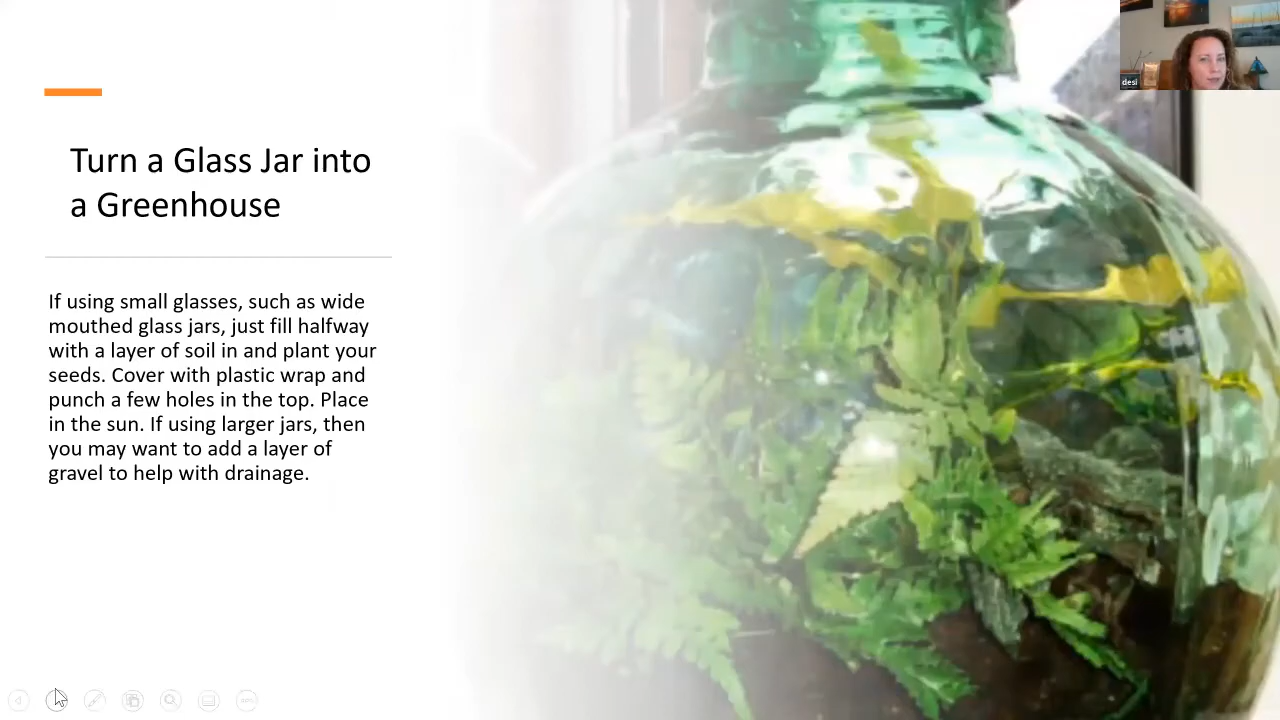 desi
Turn a Glass Jar into
a Greenhouse
If using small glasses, such as wide
mouthed glass jars, just fill halfway
with a layer of soil in and plant your
seeds. Cover with plastic wrap and
punch a few holes in the top. Place
in the sun. If using larger jars, then
you may want to add a layer of
gravel to help with drainage.